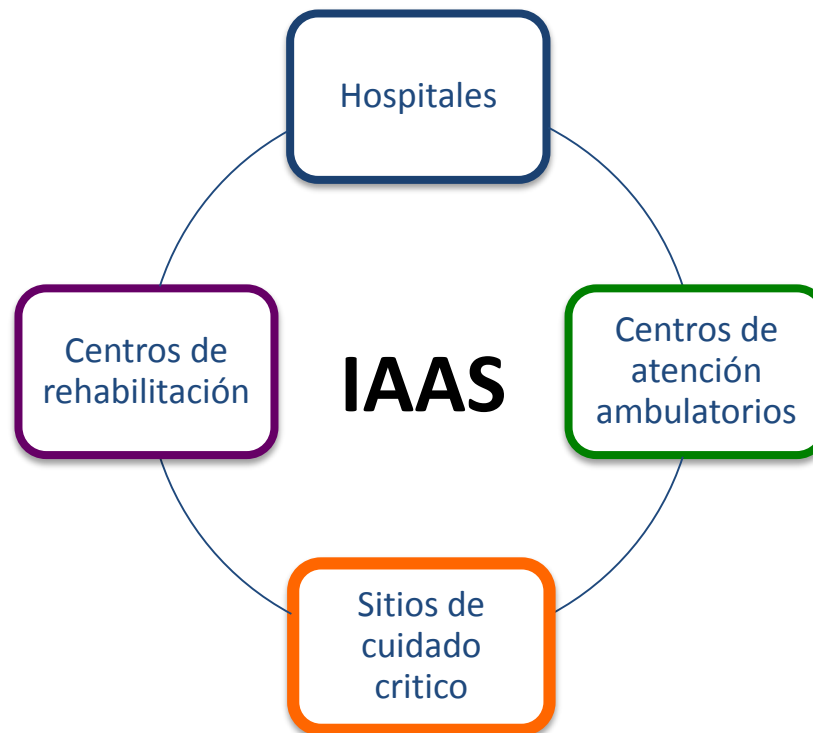 Hospitales
Centros de
rehabilitación
IAAS
Centros de
atención
ambulatorios
Sitios de
cuidado
critico